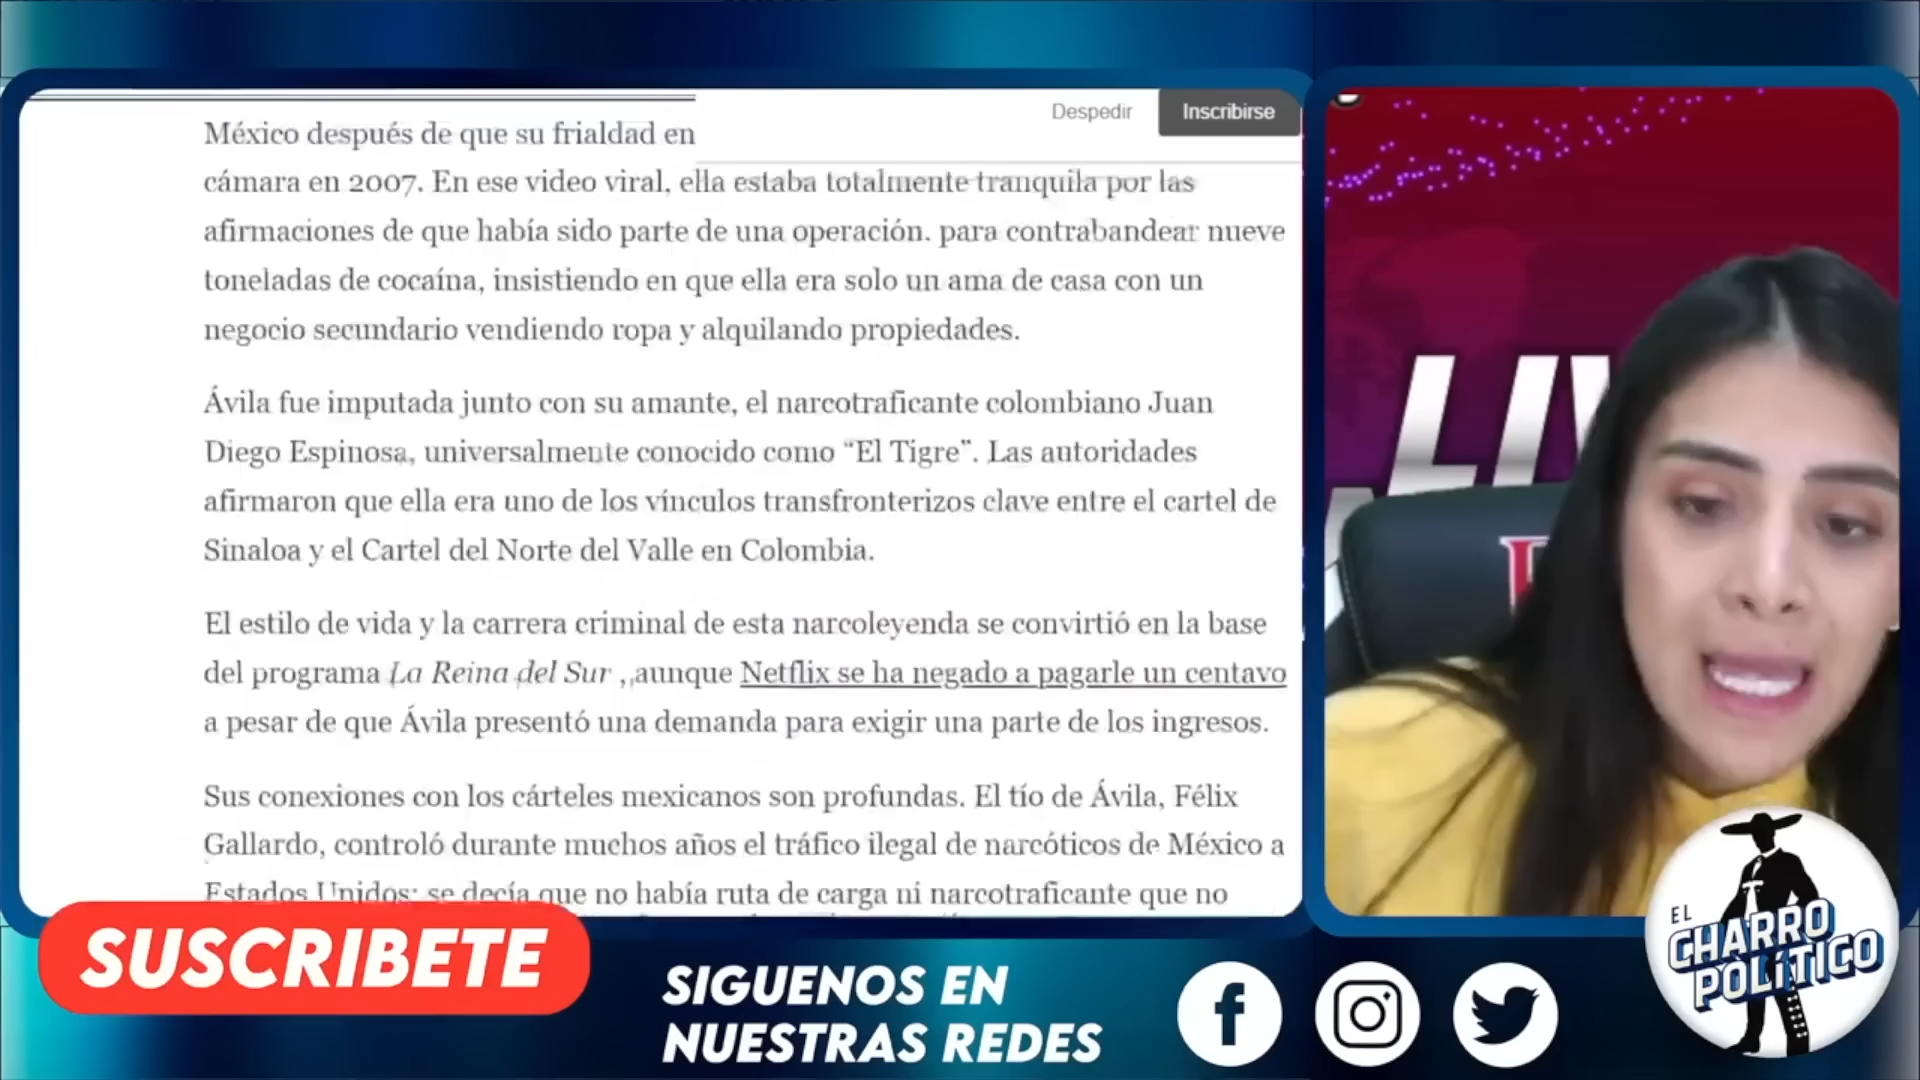 Despedir
Inscribirse
México después de que su frialdad en
cámara en 2007. En ese video viral, ella estaba totalmente tranquila por las
afirmaciones de que había sido parte de una operación. para contrabandear nueve
toneladas de cocaína, insistiendo en que ella era solo un ama de casa con un
negocio secundario vendiendo ropa y alquilando propiedades.
Ávila fue imputada junto con su amante, el narcotraficante colombiano Juan
Diego Espinosa, universalmente conocido como “El Tigre”. Las autoridades
afirmaron que ella era uno de los vínculos transfronterizos clave entre el cartel de
Sinaloa y el Cartel del Norte del Valle en Colombia.
El estilo de vida y la carrera criminal de esta narcoleyenda se convirtió en la base
del programa La Reina del Sur , aunque Netflix se ha negado a pagarle un centavo
a pesar de que Ávila presentó una demanda para exigir una parte de los ingresos.
Sus conexiones con los cárteles mexicanos son profundas. El tío de Ávila, Félix
Gallardo, controló durante muchos años el tráfico ilegal de narcóticos de México a
Estados Unidos; se decía que no había ruta de carga ni narcotraficante que no
SUSCRIBETE
SIGUENOS EN
NUESTRAS REDES
EL
CHARRO
POLÍTICO